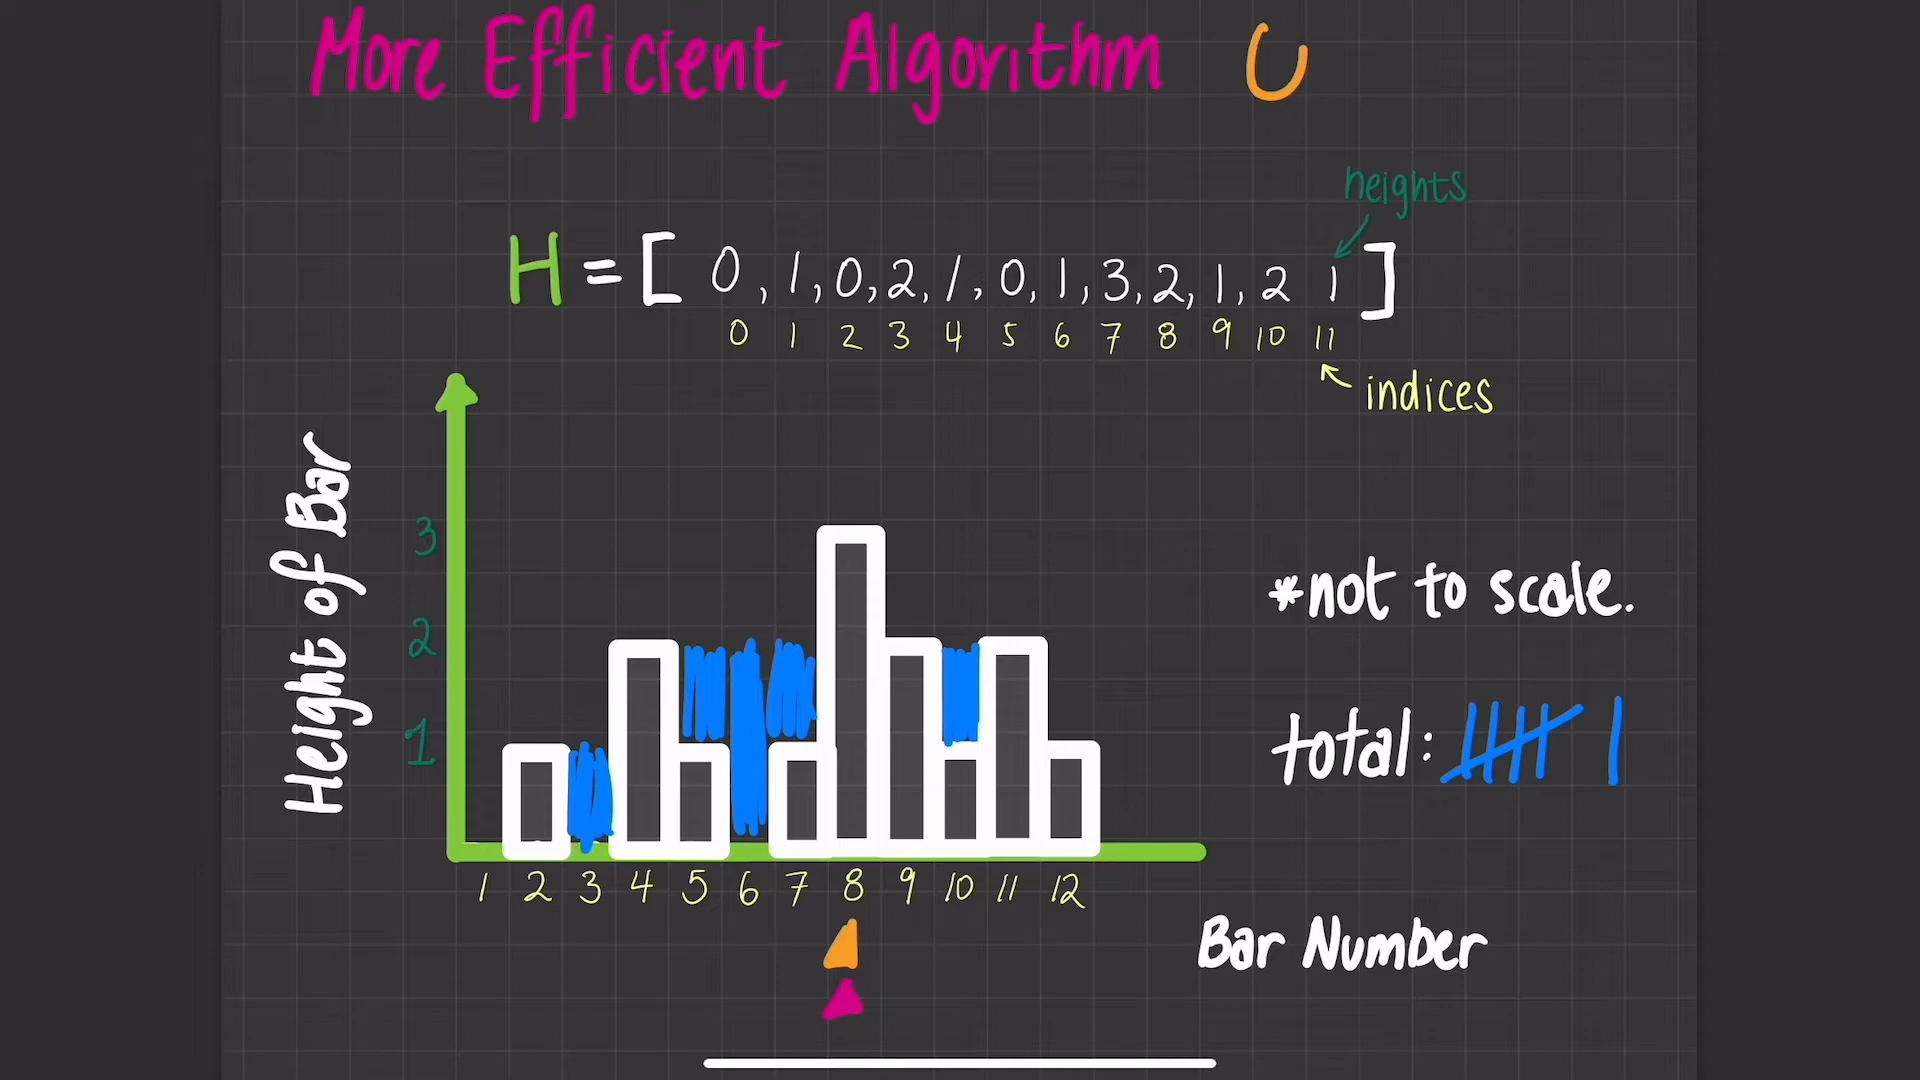 More Efficient Algorithm U
heights
H = [ 0, 1, 0, 2, 1, 0, 1, 3, 2, 1, 2 1 ]
0 1 2 3 4 5 6 7 8 9 10 11
indices
Height of Bar
3
2
1
*not to scale.
total: |
1 2 3 4 5 6 7 8 9 10 11 12
Bar Number